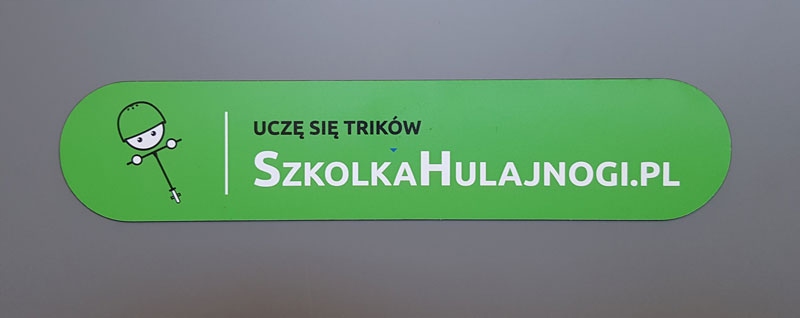 UCZĘ SIĘ TRIKÓW
SZKOLKAHULAJNOGI.PL